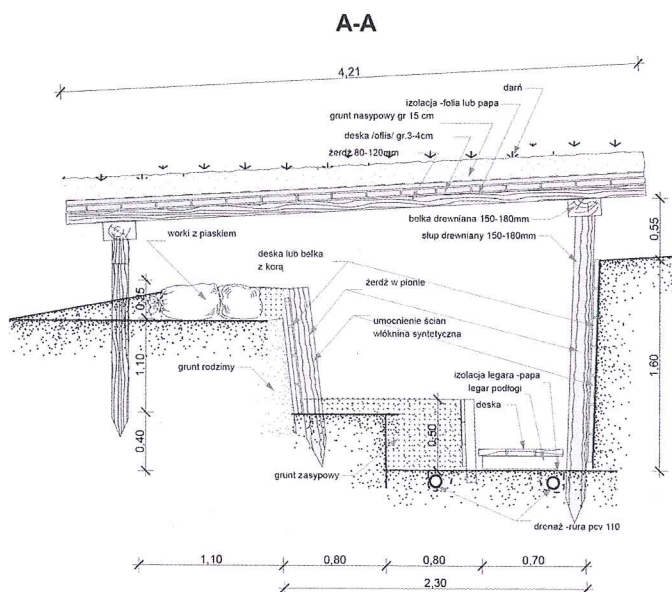 A-A
4,21
darń
izolacja -folia lub papa
grunt nasypowy gr 15 cm
deska /oflis/ gr.3-4cm
żerdź 80-120mm
belka drewniana 150-180mm
słup drewniany 150-180mm
worki z piaskiem
deska lub belka
z korą
żerdź w pionie
umocnienie ścian
włóknina syntetyczna
grunt rodzimy
izolacja legara -papa
legar podłogi
deska
grunt zasypowy
drenaż -rura pcv 110
1,10
0,40
0,50
0,55
1,60
1,10
0,80
0,80
0,70
2,30